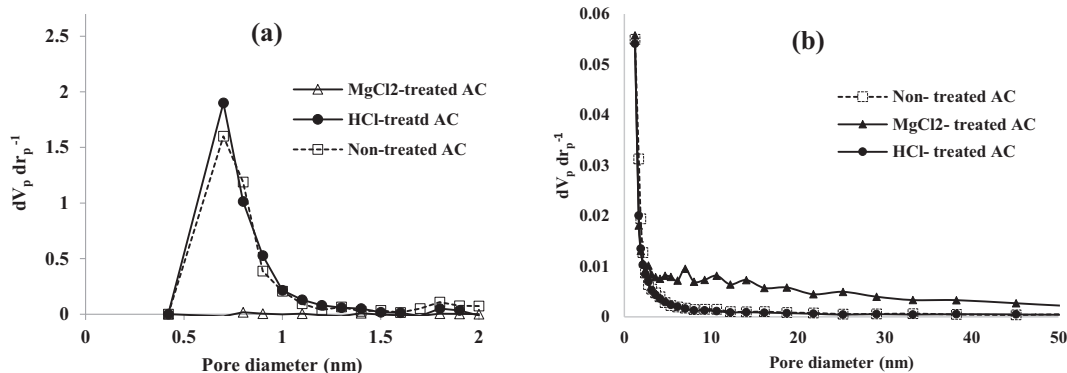 (a)
2.5
2
1.5
1
0.5
0
dVp drp-1
0
0.5
1
1.5
2
Pore diameter (nm)
MgCl2-treated AC
HCl-treatd AC
Non-treated AC
(b)
0.06
0.05
0.04
0.03
0.02
0.01
0
dVp drp-1
0
10
20
30
40
50
Pore diameter (nm)
Non- treated AC
MgCl2- treated AC
HCl- treated AC